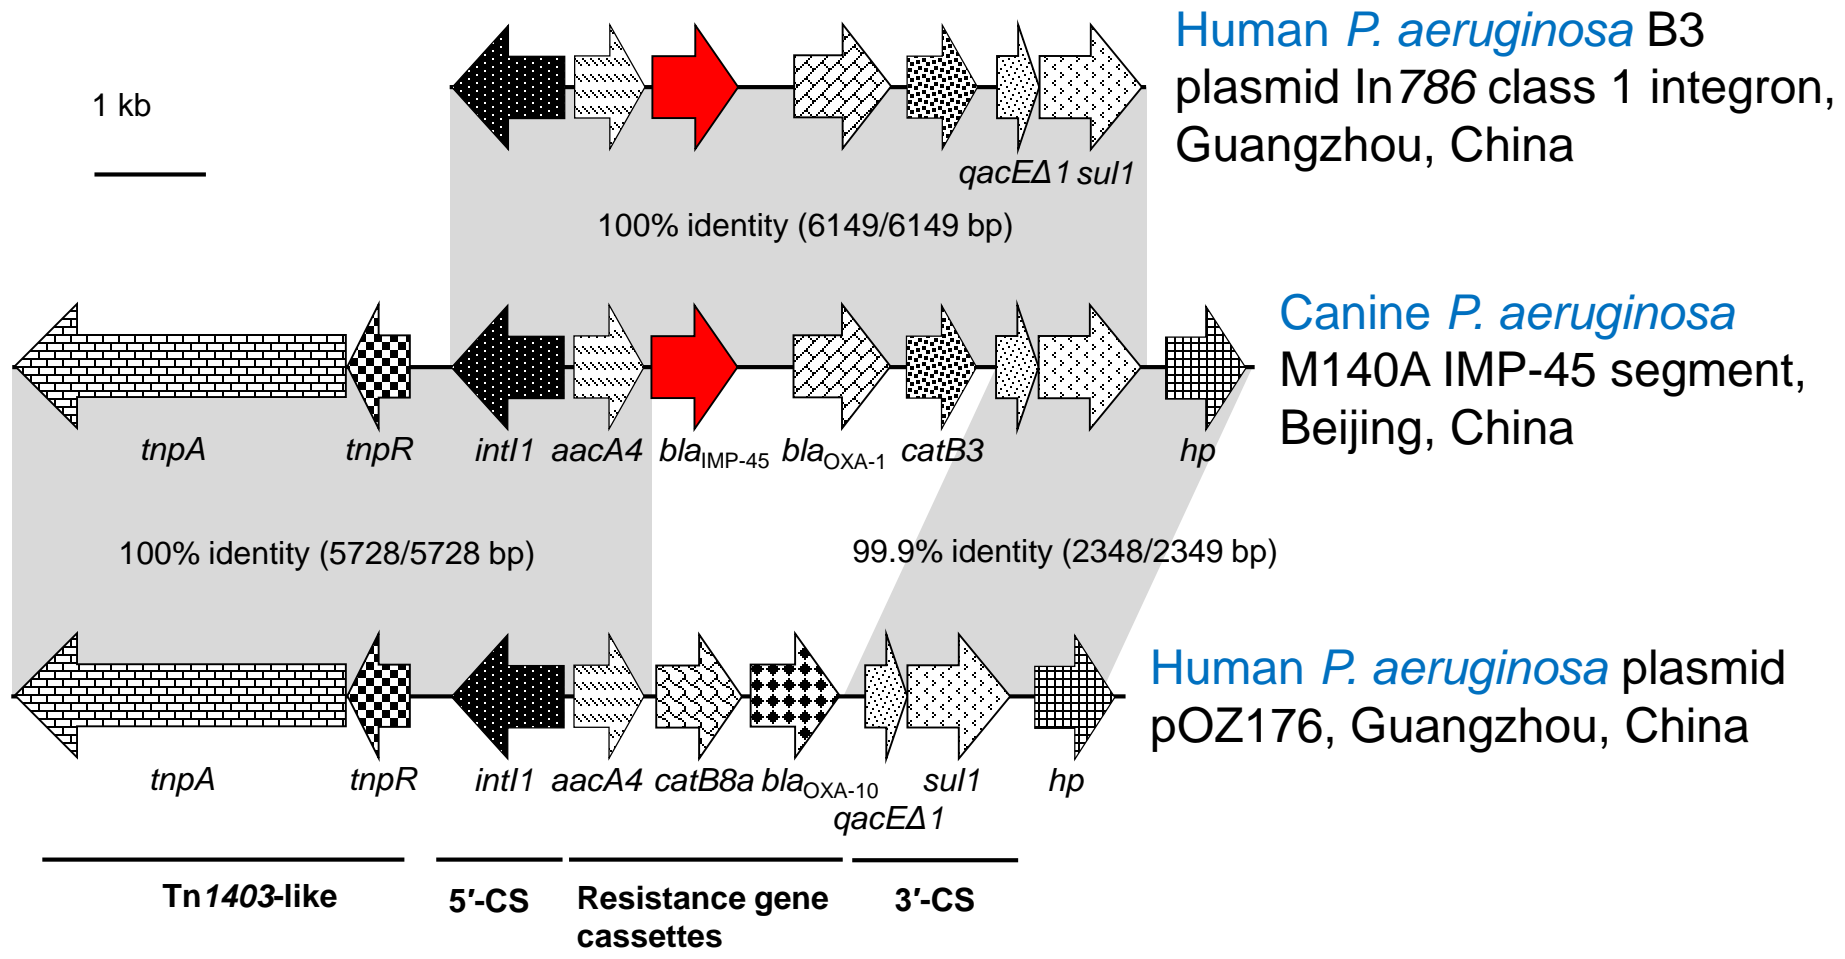 Human P. aeruginosa B3
plasmid In786 class 1 integron,
Guangzhou, China
1 kb
qacEΔ1 sul1
100% identity (6149/6149 bp)
Canine P. aeruginosa
M140A IMP-45 segment,
Beijing, China
tnpA tnpR intI1 aacA4 blaIMP-45 blaOXA-1 catB3 hp
100% identity (5728/5728 bp) 99.9% identity (2348/2349 bp)
Human P. aeruginosa plasmid
pOZ176, Guangzhou, China
tnpA tnpR intI1 aacA4 catB8a blaOXA-10 sul1 hp
qacEΔ1
Tn1403-like 5′-CS Resistance gene 3′-CS
cassettes